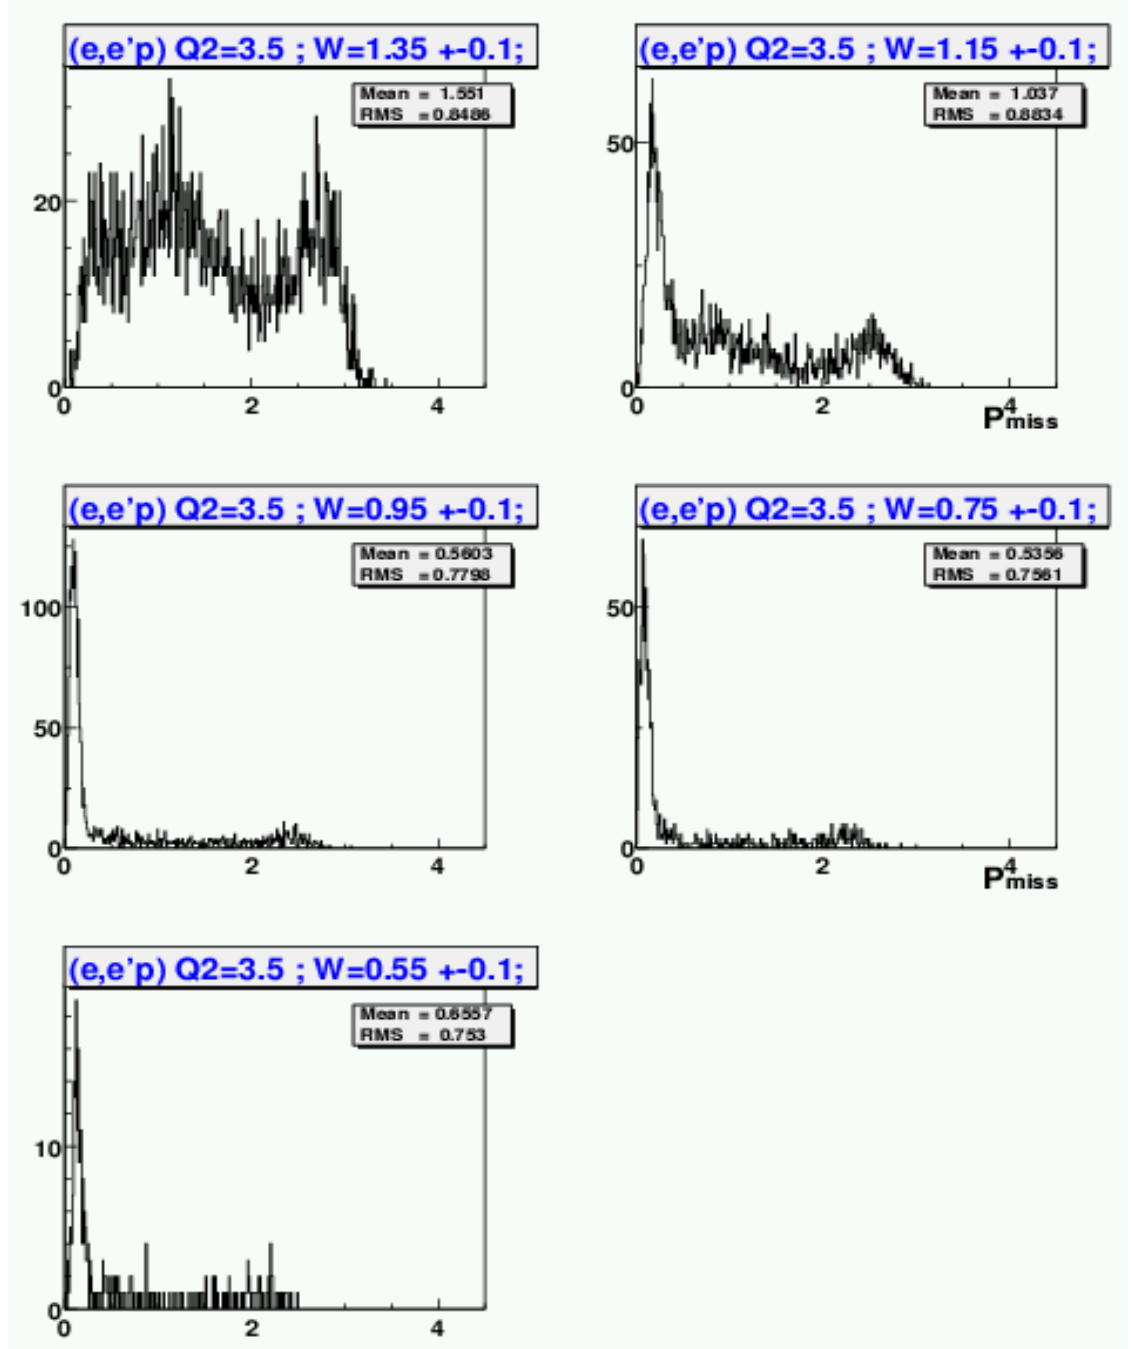 (e,e'p) Q2=3.5 ; W=1.35 +-0.1;
Mean = 1.551
RMS = 0.8486
20
0
0 2 4
(e,e'p) Q2=3.5 ; W=1.15 +-0.1;
Mean = 1.037
RMS = 0.8834
50
0
0 2 4
Pmiss
(e,e'p) Q2=3.5 ; W=0.95 +-0.1;
Mean = 0.5603
RMS = 0.7798
100
50
0
0 2 4
(e,e'p) Q2=3.5 ; W=0.75 +-0.1;
Mean = 0.5356
RMS = 0.7561
50
0
0 2 4
Pmiss
(e,e'p) Q2=3.5 ; W=0.55 +-0.1;
Mean = 0.6557
RMS = 0.753
10
0
0 2 4